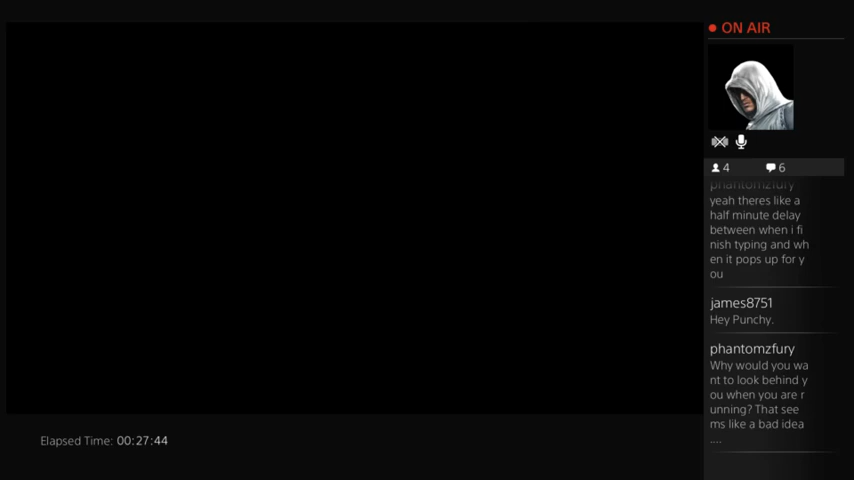 ON AIR
4 6
phantomzfury
yeah theres like a
half minute delay
between when i fi
nish typing and wh
en it pops up for y
ou
james8751
Hey Punchy.
phantomzfury
Why would you wa
nt to look behind y
ou when you are r
unning? That see
ms like a bad idea
....
Elapsed Time: 00:27:44